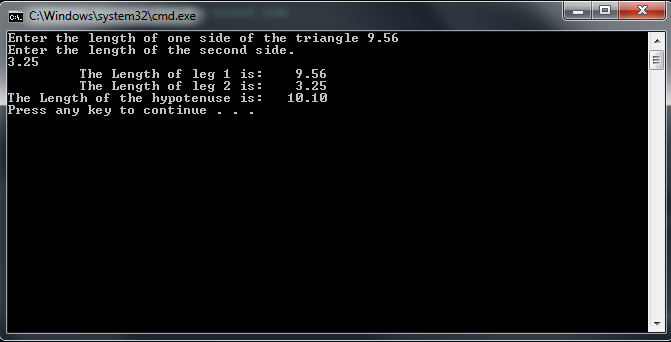 C:\Windows\system32\cmd.exe
Enter the length of one side of the triangle 9.56
Enter the length of the second side.
3.25
         The Length of leg 1 is:    9.56
         The Length of leg 2 is:    3.25
The Length of the hypotenuse is:   10.10
Press any key to continue . . .